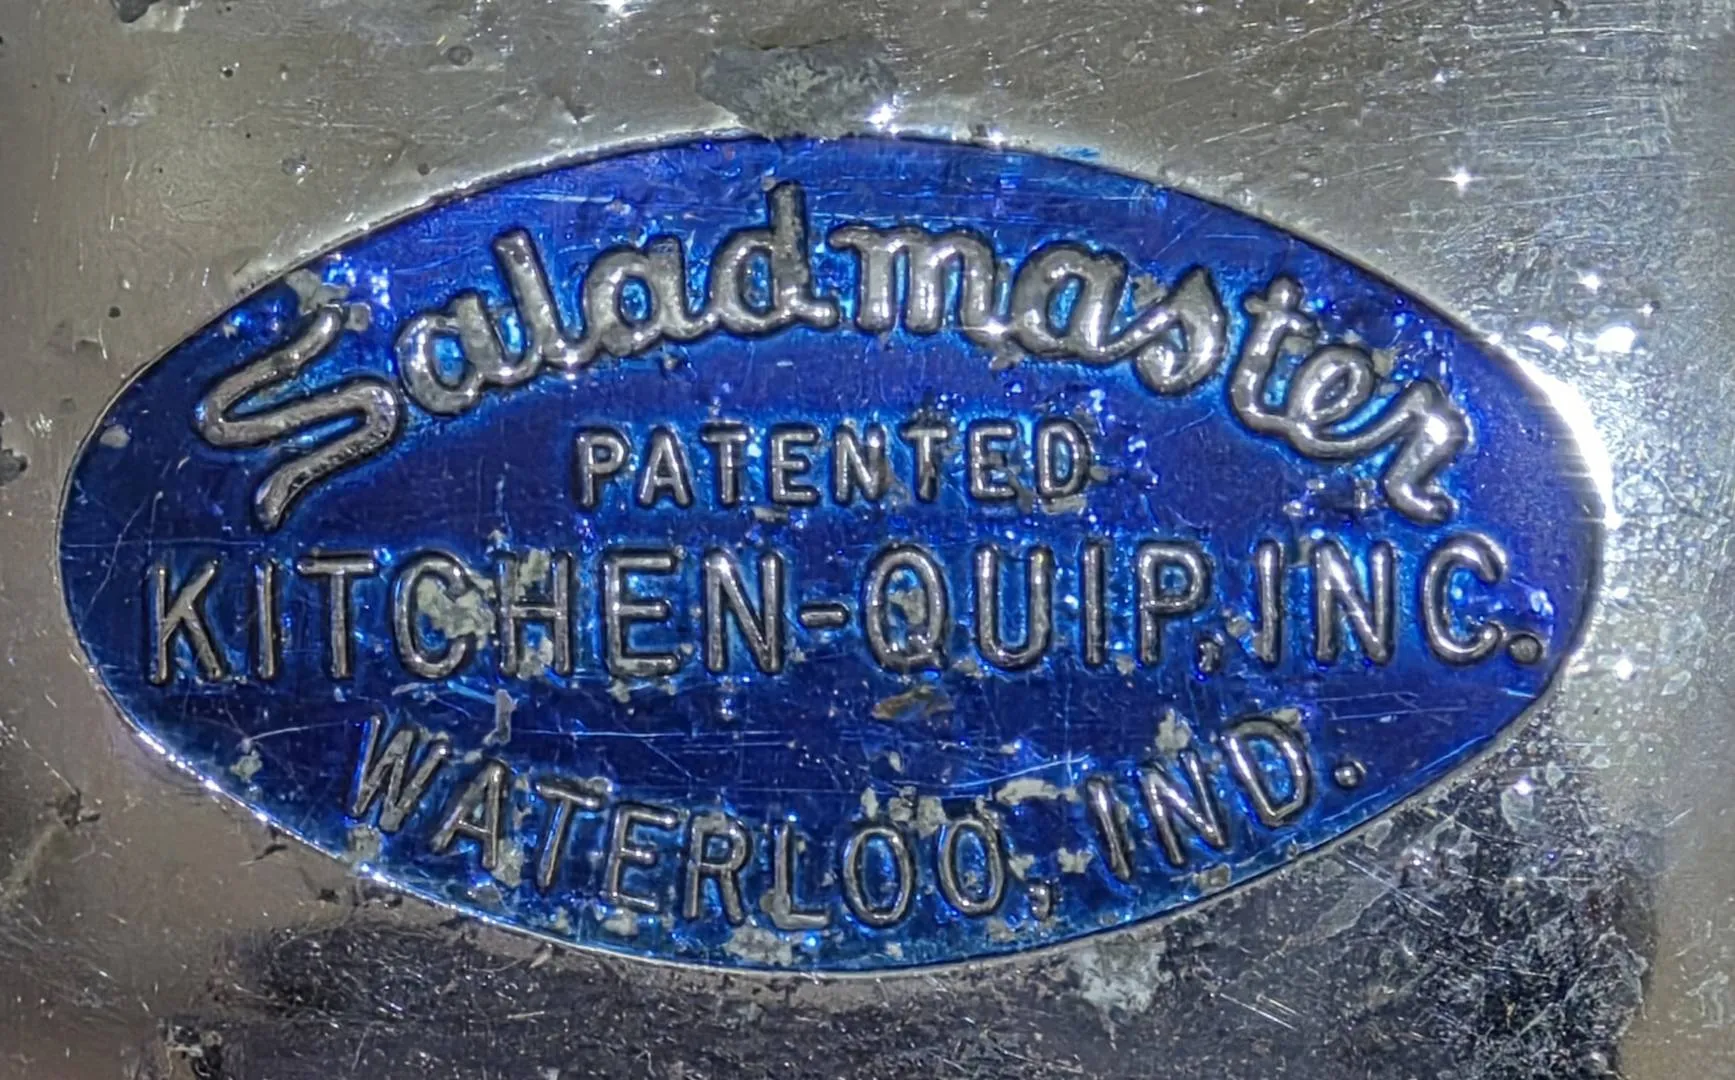 Saladmaster
PATENTED
KITCHEN-QUIP, INC.
WATERLOO, IND.